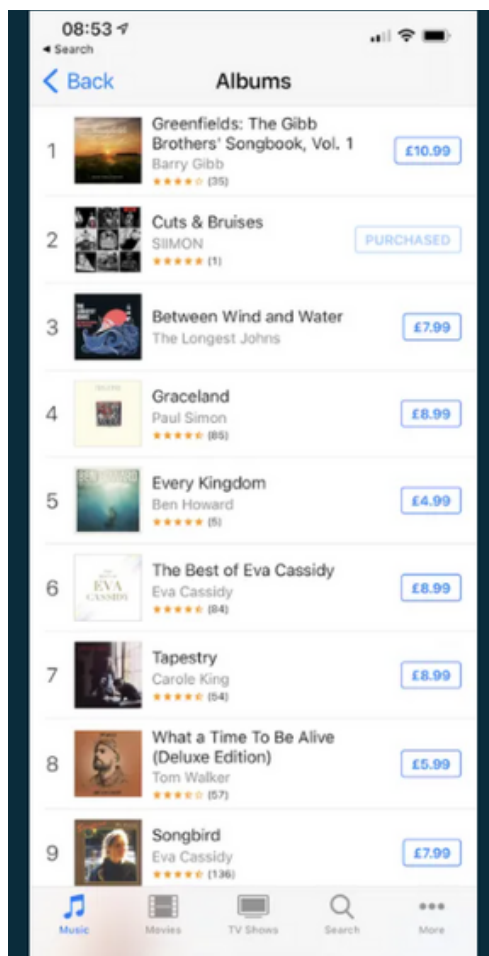 08:53
Search
Back
Albums
1
Greenfields: The Gibb
Brothers' Songbook, Vol. 1
Barry Gibb
(35)
£10.99
2
Cuts & Bruises
SIIMON
(1)
PURCHASED
3
Between Wind and Water
The Longest Johns
£7.99
4
Graceland
Paul Simon
(85)
£8.99
5
Every Kingdom
Ben Howard
(5)
£4.99
6
EVA
CASSIDY
The Best of Eva Cassidy
Eva Cassidy
(84)
£8.99
7
Tapestry
Carole King
(54)
£8.99
8
What a Time To Be Alive
(Deluxe Edition)
Tom Walker
(57)
£5.99
9
Songbird
Eva Cassidy
(136)
£7.99
Music
Movies
TV Shows
Search
More